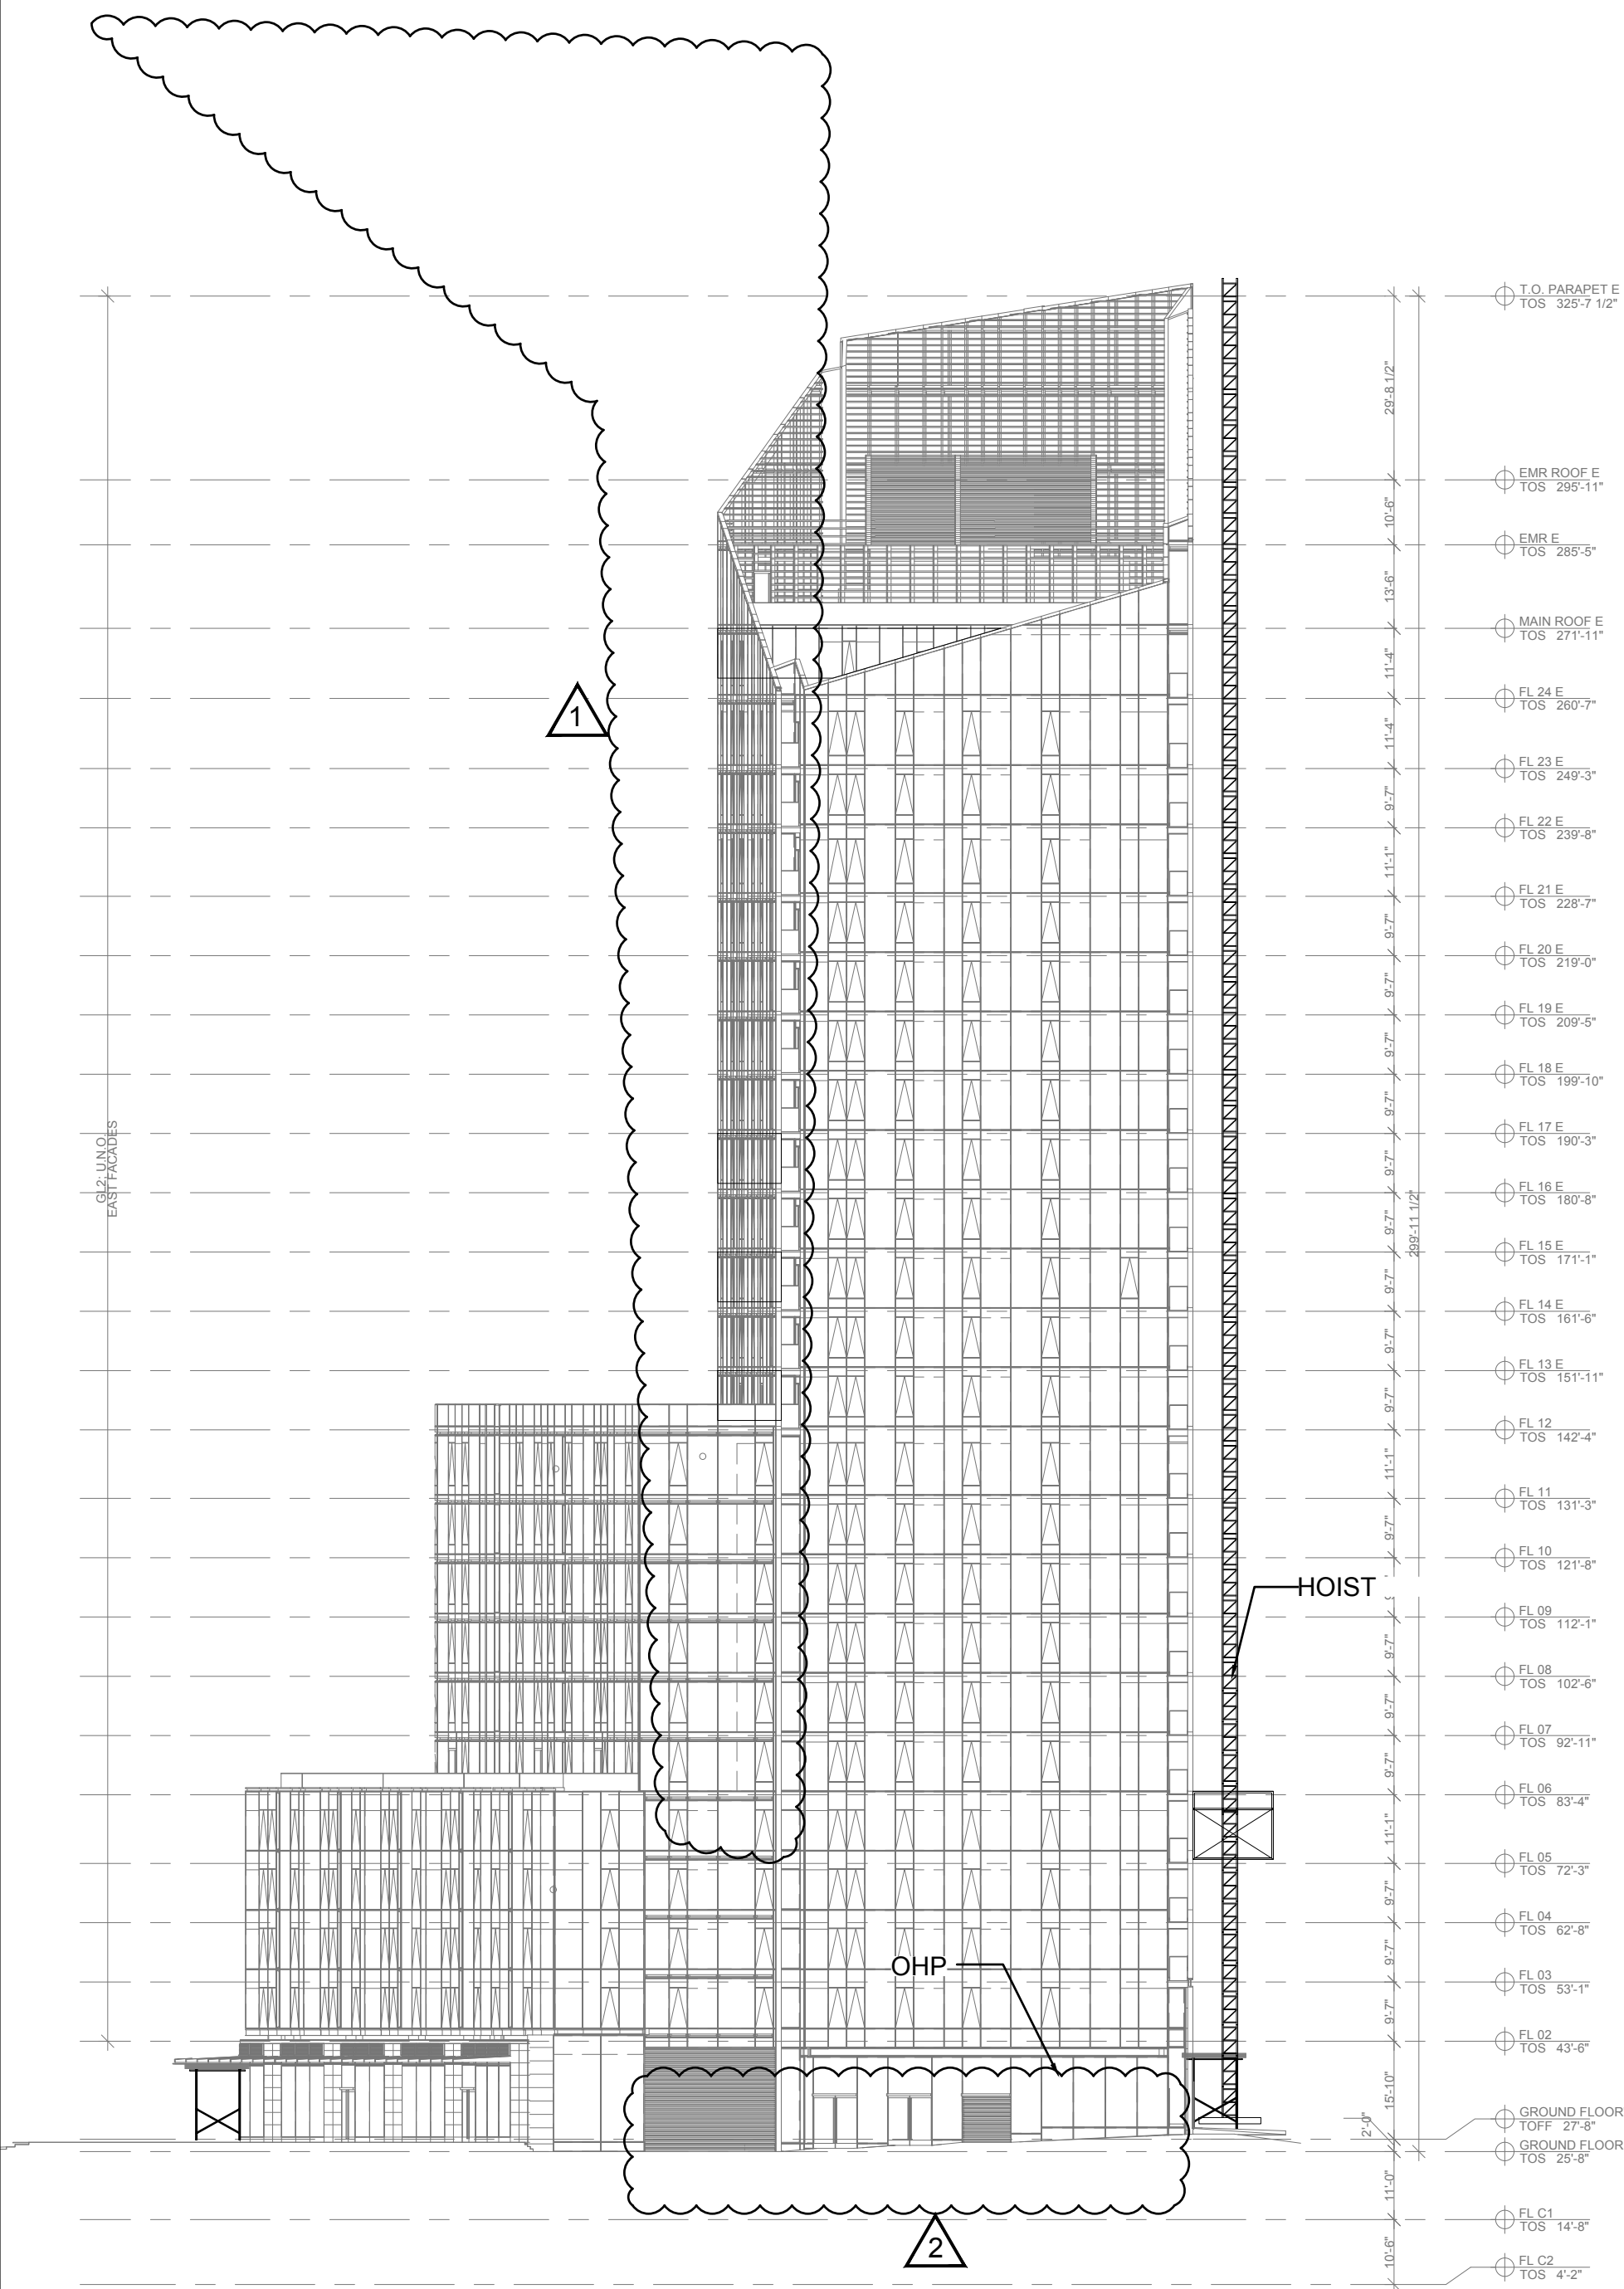 T.O. PARAPET E
TOS 325'-7 1/2"
29'-8 1/2"
EMR ROOF E
TOS 295'-11"
10'-6"
EMR E
TOS 285'-5"
13'-6"
MAIN ROOF E
TOS 271'-11"
11'-4"
1
FL 24 E
TOS 260'-7"
11'-4"
FL 23 E
TOS 249'-3"
9'-7"
FL 22 E
TOS 239'-8"
11'-1"
FL 21 E
TOS 228'-7"
9'-7"
FL 20 E
TOS 219'-0"
9'-7"
FL 19 E
TOS 209'-5"
9'-7"
FL 18 E
TOS 199'-10"
9'-7"
GL2; U.N.O.
EAST FACADES
FL 17 E
TOS 190'-3"
9'-7"
FL 16 E
TOS 180'-8"
9'-7"
299'-11 1/2"
FL 15 E
TOS 171'-1"
9'-7"
FL 14 E
TOS 161'-6"
9'-7"
FL 13 E
TOS 151'-11"
9'-7"
FL 12
TOS 142'-4"
11'-1"
FL 11
TOS 131'-3"
9'-7"
FL 10
TOS 121'-8"
HOIST
FL 09
TOS 112'-1"
9'-7"
FL 08
TOS 102'-6"
9'-7"
FL 07
TOS 92'-11"
9'-7"
FL 06
TOS 83'-4"
11'-1"
FL 05
TOS 72'-3"
9'-7"
FL 04
TOS 62'-8"
9'-7"
OHP
FL 03
TOS 53'-1"
9'-7"
FL 02
TOS 43'-6"
15'-10"
GROUND FLOOR
TOFF 27'-8"
2'-0"
GROUND FLOOR
TOS 25'-8"
11'-0"
FL C1
TOS 14'-8"
2
10'-6"
FL C2
TOS 4'-2"